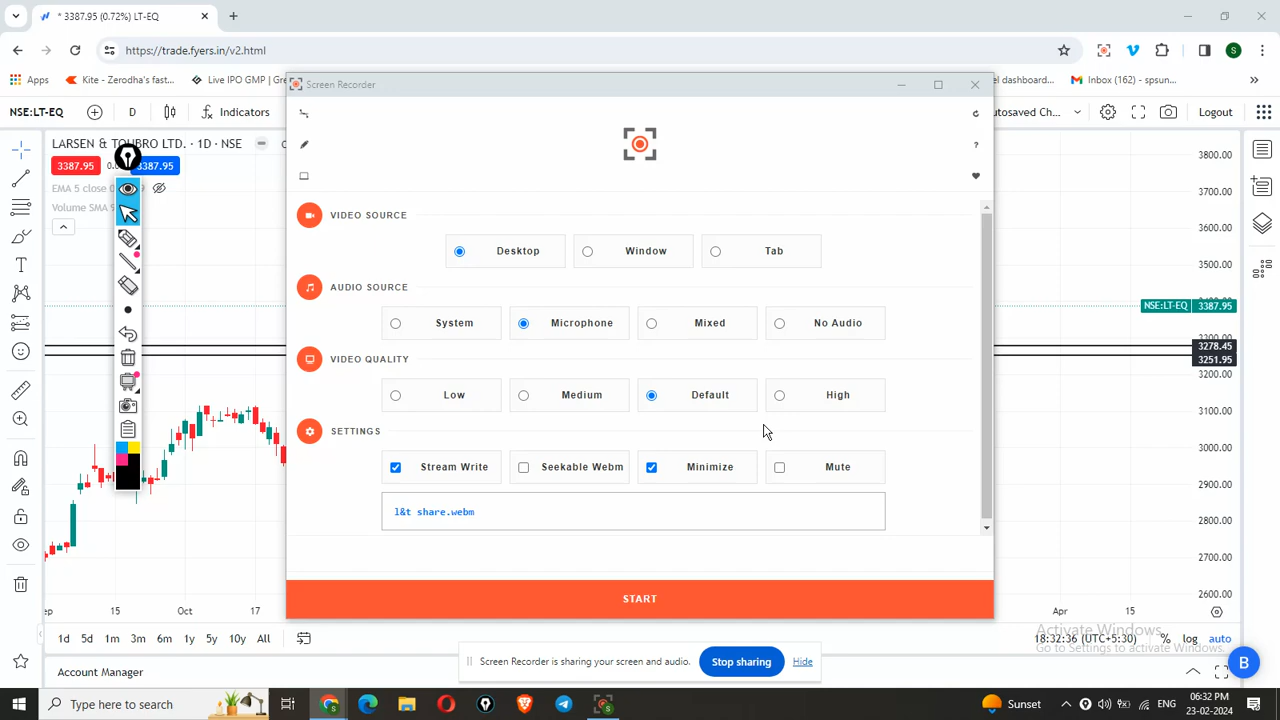 * 3387.95 (0.72%) LT-EQ
https://trade.fyers.in/v2.html
S
Apps
Kite - Zerodha's fast...
Live IPO GMP | Gre
el dashboard...
Inbox (162) - spsun...
NSE:LT-EQ
D
Indicators
Autosaved Ch...
Logout
Screen Recorder
LARSEN & TOUBRO LTD. · 1D · NSE
3387.95
0.0
3387.95
EMA 5 close 0
9
Volume SMA 9
VIDEO SOURCE
Desktop
Window
Tab
AUDIO SOURCE
System
Microphone
Mixed
No Audio
VIDEO QUALITY
Low
Medium
Default
High
SETTINGS
Stream Write
Seekable Webm
Minimize
Mute
l&t share.webm
START
3800.00
3700.00
3600.00
3500.00
NSE:LT-EQ
3387.95
3278.45
3251.95
3200.00
3100.00
3000.00
2900.00
2800.00
2700.00
2600.00
ep
15
Oct
17
Apr
15
1d
5d
1m
3m
6m
1y
5y
10y
All
18:32:36 (UTC+5:30)
%
log
auto
Activate Windows
Go to Settings to activate Windows.
Screen Recorder is sharing your screen and audio.
Stop sharing
Hide
Account Manager
B
Type here to search
Sunset
ENG
06:32 PM
23-02-2024